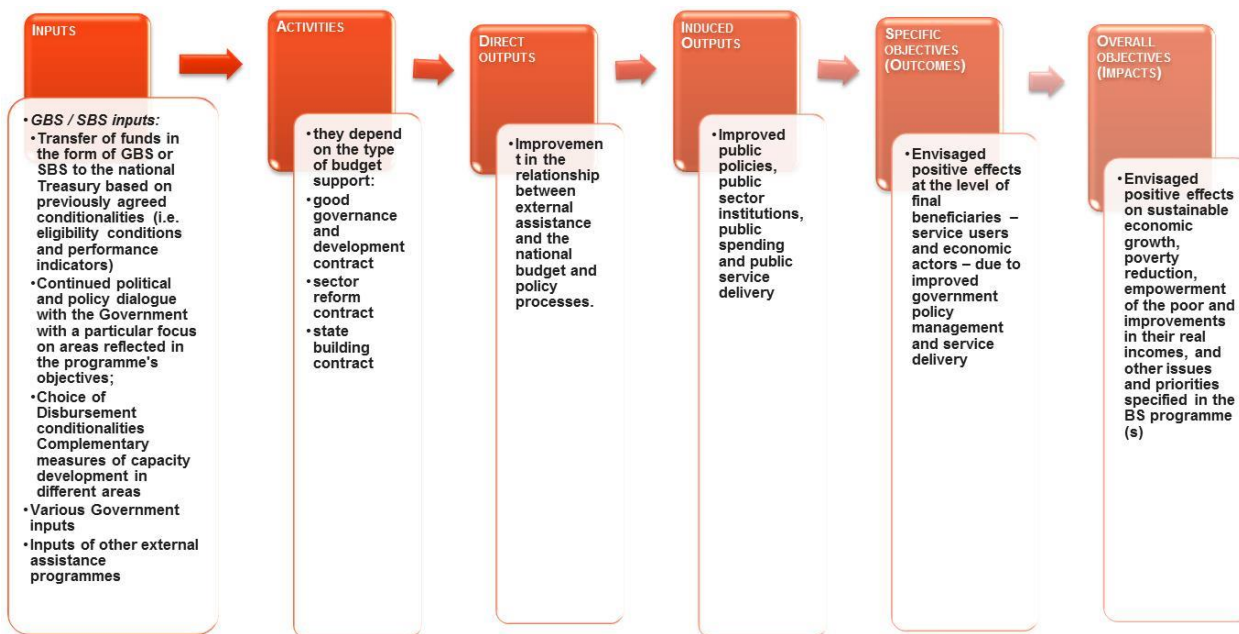 INPUTS
• GBS / SBS inputs:
• Transfer of funds in
the form of GBS or
SBS to the national
Treasury based on
previously agreed
conditionalities (i.e.
eligibility conditions
and performance
indicators)
• Continued political
and policy dialogue
with the Government
with a particular focus
on areas reflected in
the programme's
objectives;
• Choice of
Disbursement
conditionalities
Complementary
measures of capacity
development in
different areas
• Various Government
inputs
• Inputs of other external
assistance
programmes
ACTIVITIES
• they depend
on the type
of budget
support:
• good
governance
and
development
contract
• sector
reform
contract
• state
building
contract
DIRECT
OUTPUTS
• Improvemen
t in the
relationship
between
external
assistance
and the
national
budget and
policy
processes.
INDUCED
OUTPUTS
• Improved
public
policies,
public
sector
institutions,
public
spending
and public
service
delivery
SPECIFIC
OBJECTIVES
(OUTCOMES)
• Envisaged
positive effects
at the level of
final
beneficiaries –
service users
and economic
actors – due to
improved
government
policy
management
and service
delivery
OVERALL
OBJECTIVES
(IMPACTS)
• Envisaged
positive effects
on sustainable
economic
growth,
poverty
reduction,
empowerment
of the poor and
improvements
in their real
incomes, and
other issues
and priorities
specified in the
BS programme
(s)